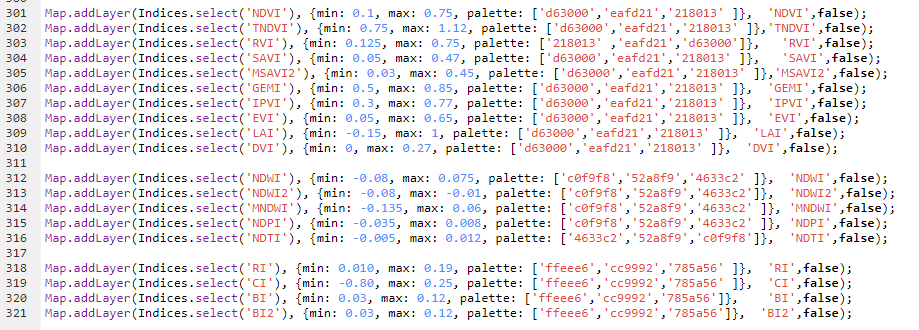 301 Map.addLayer(Indices.select('NDVI'), {min: 0.1, max: 0.75, palette: ['d63000','eafd21','218013' ]}, 'NDVI',false);
302 Map.addLayer(Indices.select('TNDVI'), {min: 0.75, max: 1.12, palette: ['d63000','eafd21','218013' ]},'TNDVI',false);
303 Map.addLayer(Indices.select('RVI'), {min: 0.125, max: 0.75, palette: ['218013' ,'eafd21','d63000']}, 'RVI',false);
304 Map.addLayer(Indices.select('SAVI'), {min: 0.05, max: 0.47, palette: ['d63000','eafd21','218013' ]}, 'SAVI',false);
305 Map.addLayer(Indices.select('MSAVI2'), {min: 0.03, max: 0.45, palette: ['d63000','eafd21','218013' ]},'MSAVI2',false);
306 Map.addLayer(Indices.select('GEMI'), {min: 0.5, max: 0.85, palette: ['d63000','eafd21','218013' ]}, 'GEMI',false);
307 Map.addLayer(Indices.select('IPVI'), {min: 0.3, max: 0.77, palette: ['d63000','eafd21','218013' ]}, 'IPVI',false);
308 Map.addLayer(Indices.select('EVI'), {min: 0.05, max: 0.65, palette: ['d63000','eafd21','218013' ]}, 'EVI',false);
309 Map.addLayer(Indices.select('LAI'), {min: -0.15, max: 1, palette: ['d63000','eafd21','218013' ]}, 'LAI',false);
310 Map.addLayer(Indices.select('DVI'), {min: 0, max: 0.27, palette: ['d63000','eafd21','218013' ]}, 'DVI',false);
311
312 Map.addLayer(Indices.select('NDWI'), {min: -0.08, max: 0.075, palette: ['c0f9f8','52a8f9','4633c2' ]}, 'NDWI',false);
313 Map.addLayer(Indices.select('NDWI2'), {min: -0.08, max: -0.01, palette: ['c0f9f8','52a8f9','4633c2' ]}, 'NDWI2',false);
314 Map.addLayer(Indices.select('MNDWI'), {min: -0.135, max: 0.06, palette: ['c0f9f8','52a8f9','4633c2' ]}, 'MNDWI',false);
315 Map.addLayer(Indices.select('NDPI'), {min: -0.035, max: 0.008, palette: ['c0f9f8','52a8f9','4633c2' ]}, 'NDPI',false);
316 Map.addLayer(Indices.select('NDTI'), {min: -0.005, max: 0.012, palette: ['4633c2','52a8f9','c0f9f8']}, 'NDTI',false);
317
318 Map.addLayer(Indices.select('RI'), {min: 0.010, max: 0.19, palette: ['ffeee6','cc9992','785a56' ]}, 'RI',false);
319 Map.addLayer(Indices.select('CI'), {min: -0.80, max: 0.25, palette: ['ffeee6','cc9992','785a56' ]}, 'CI',false);
320 Map.addLayer(Indices.select('BI'), {min: 0.03, max: 0.12, palette: ['ffeee6','cc9992','785a56']}, 'BI',false);
321 Map.addLayer(Indices.select('BI2'), {min: 0.03, max: 0.12, palette: ['ffeee6','cc9992','785a56']}, 'BI2',false);